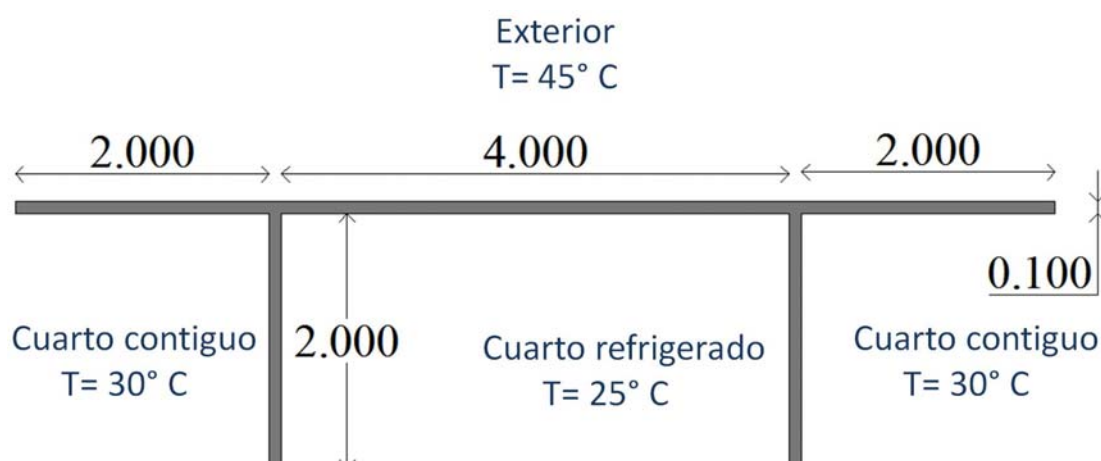 Exterior
T= 45° C
2.000
4.000
2.000
0.100
Cuarto contiguo
T= 30° C
2.000
Cuarto refrigerado
T= 25° C
Cuarto contiguo
T= 30° C